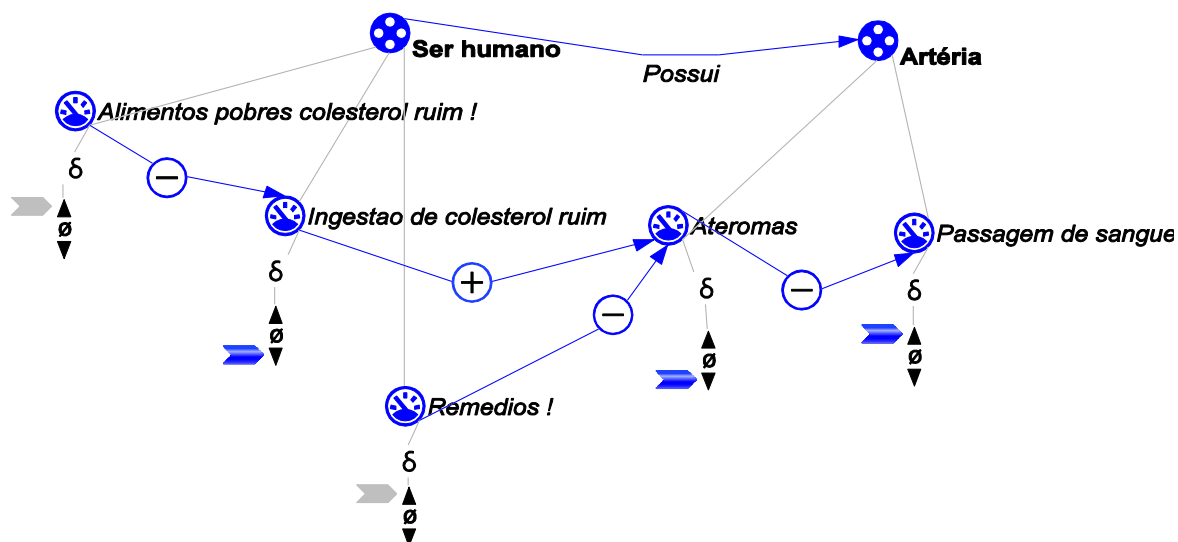 Ser humano
Artéria
Possui
Alimentos pobres colesterol ruim !
δ
ø
−
Ingestao de colesterol ruim
Ateromas
Passagem de sangue
δ
ø
+
−
δ
ø
−
δ
ø
Remedios !
δ
ø